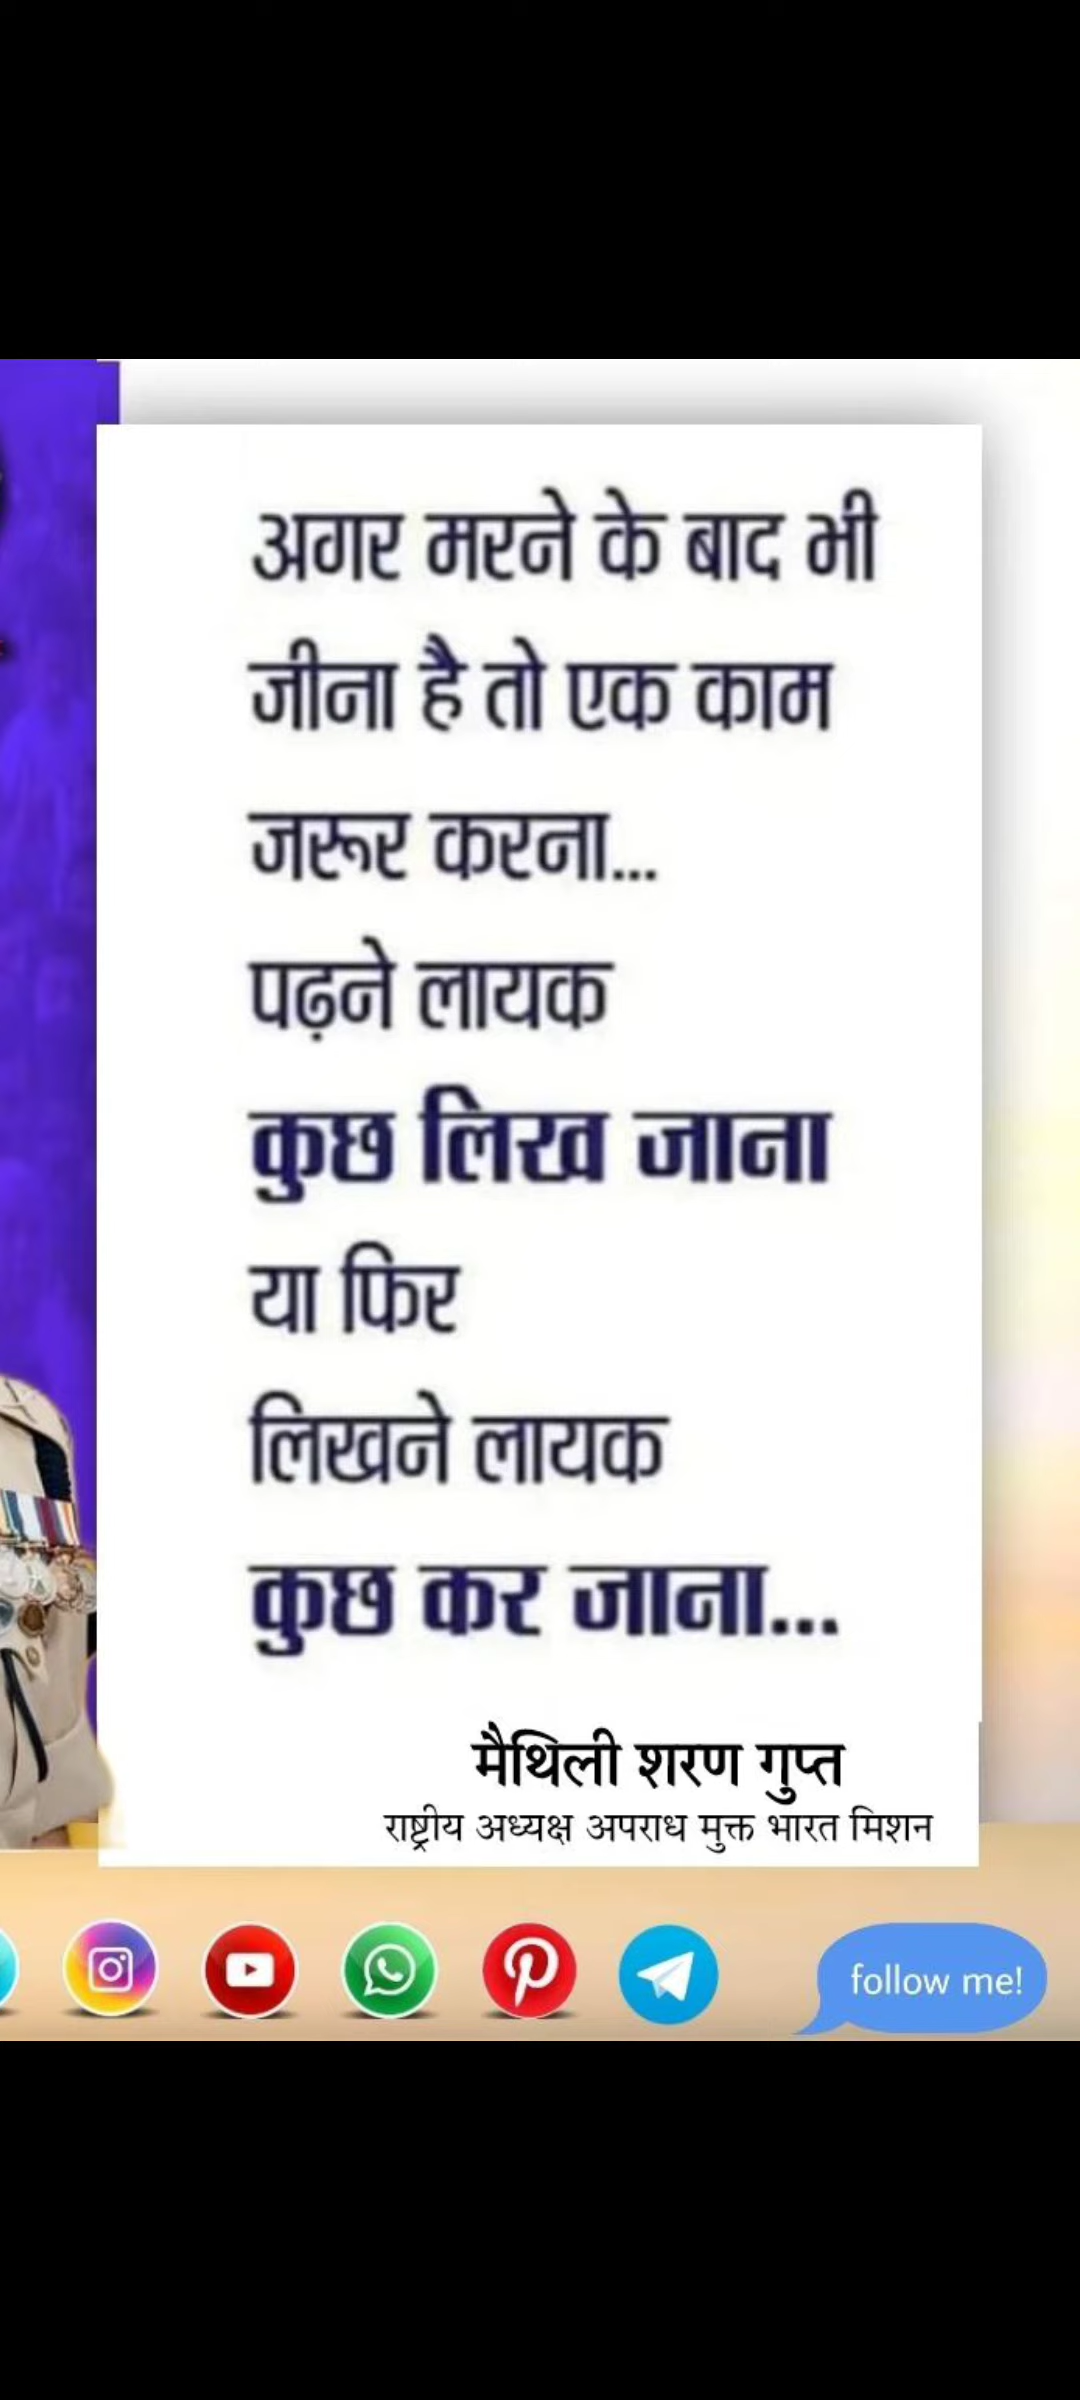 अगर मरने के बाद भी
जीना है तो एक काम
जरूर करना...
पढ़ने लायक
कुछ लिख जाना
या फिर
लिखने लायक
कुछ कर जाना...
मैथिली शरण गुप्त
राष्ट्रीय अध्यक्ष अपराध मुक्त भारत मिशन
follow me!